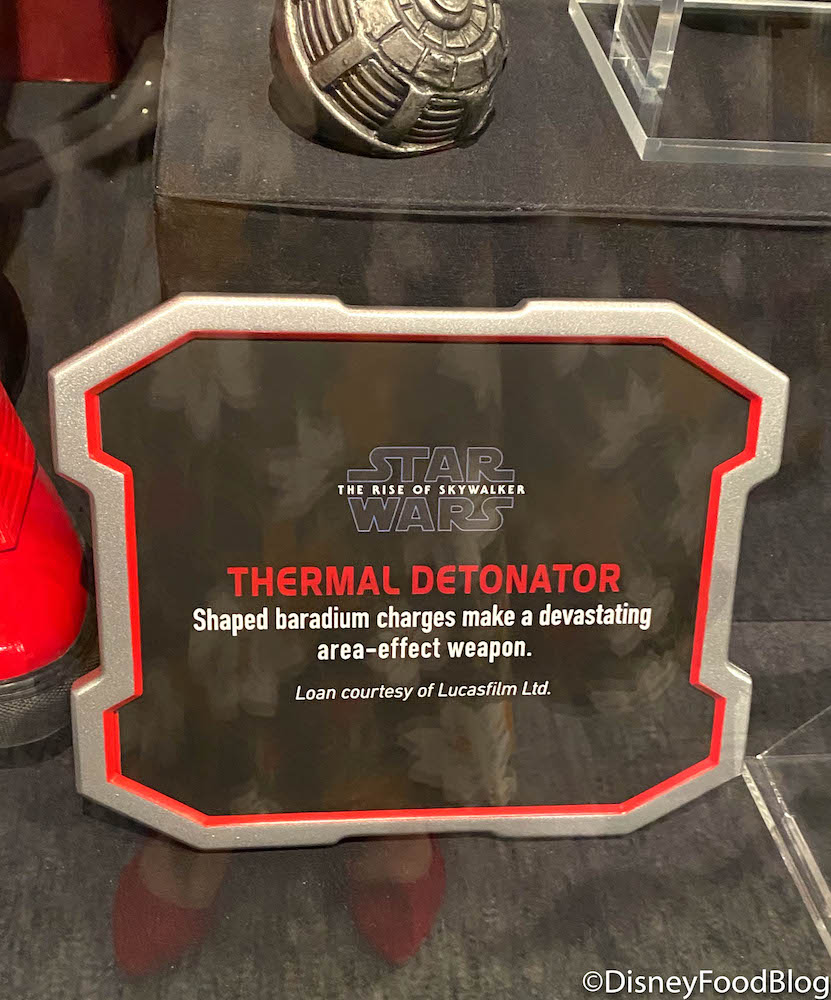 STAR
THE RISE OF SKYWALKER
WARS
THERMAL DETONATOR
Shaped baradium charges make a devastating
area-effect weapon.
Loan courtesy of Lucasfilm Ltd.
©DisneyFoodBlog